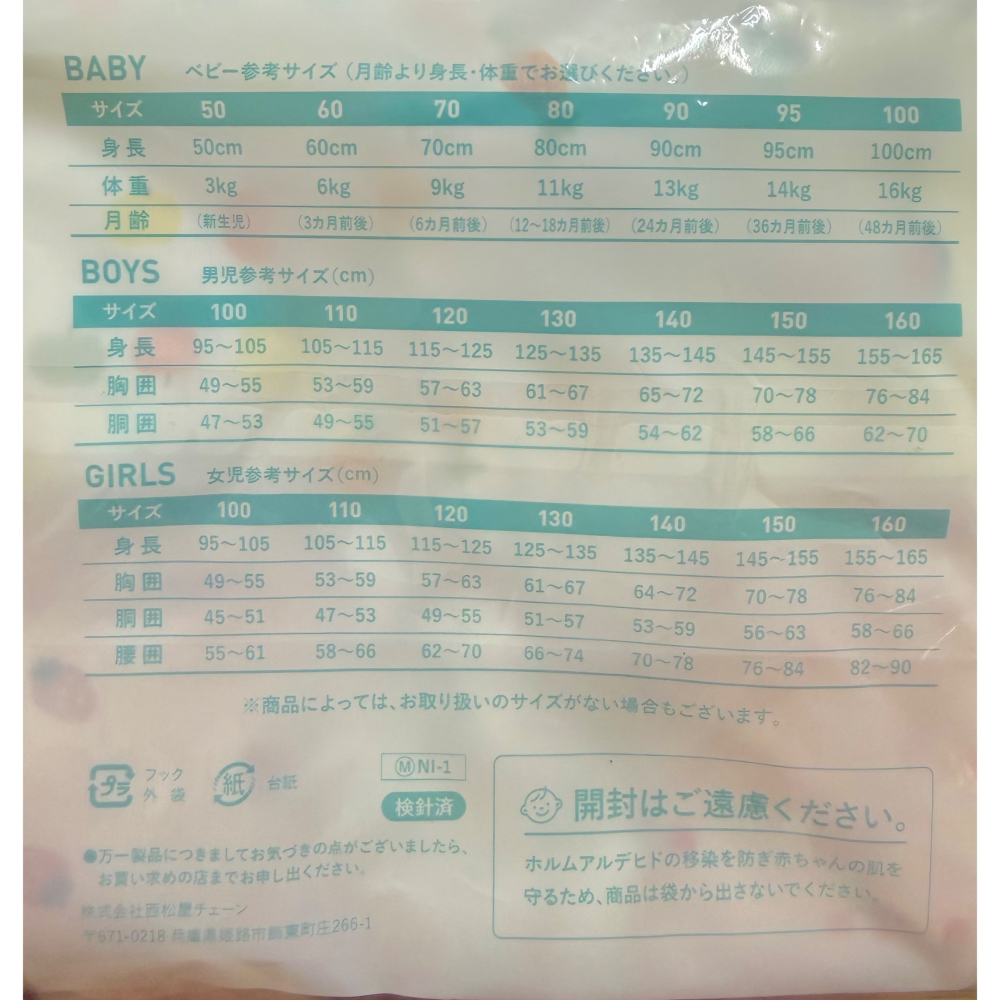 BABY ベビー参考サイズ（月齢より身長・体重でお選びください。）
サイズ 50 60 70 80 90 95 100
身長 50cm 60cm 70cm 80cm 90cm 95cm 100cm
体重 3kg 6kg 9kg 11kg 13kg 14kg 16kg
月齢 （新生児） （3カ月前後） （6カ月前後） （12〜18カ月前後） （24カ月前後） （36カ月前後） （48カ月前後）
BOYS 男児参考サイズ（cm）
サイズ 100 110 120 130 140 150 160
身長 95〜105 105〜115 115〜125 125〜135 135〜145 145〜155 155〜165
胸囲 49〜55 53〜59 57〜63 61〜67 65〜72 70〜78 76〜84
胴囲 47〜53 49〜55 51〜57 53〜59 54〜62 58〜66 62〜70
GIRLS 女児参考サイズ（cm）
サイズ 100 110 120 130 140 150 160
身長 95〜105 105〜115 115〜125 125〜135 135〜145 145〜155 155〜165
胸囲 49〜55 53〜59 57〜63 61〜67 64〜72 70〜78 76〜84
胴囲 45〜51 47〜53 49〜55 51〜57 53〜59 56〜63 58〜66
腰囲 55〜61 58〜66 62〜70 66〜74 70〜78 76〜84 82〜90
※商品によっては、お取り扱いのサイズがない場合もございます。
プラ フック 外袋 紙 台紙
Ⓜ NI-1
検針済
●万一製品につきましてお気づきの点がございましたら、
お買い求めの店までお申し出ください。
株式会社西松屋チェーン
〒671-0218 兵庫県姫路市飾東町庄266-1
開封はご遠慮ください。
ホルムアルデヒドの移染を防ぎ赤ちゃんの肌を
守るため、商品は袋から出さないでください。